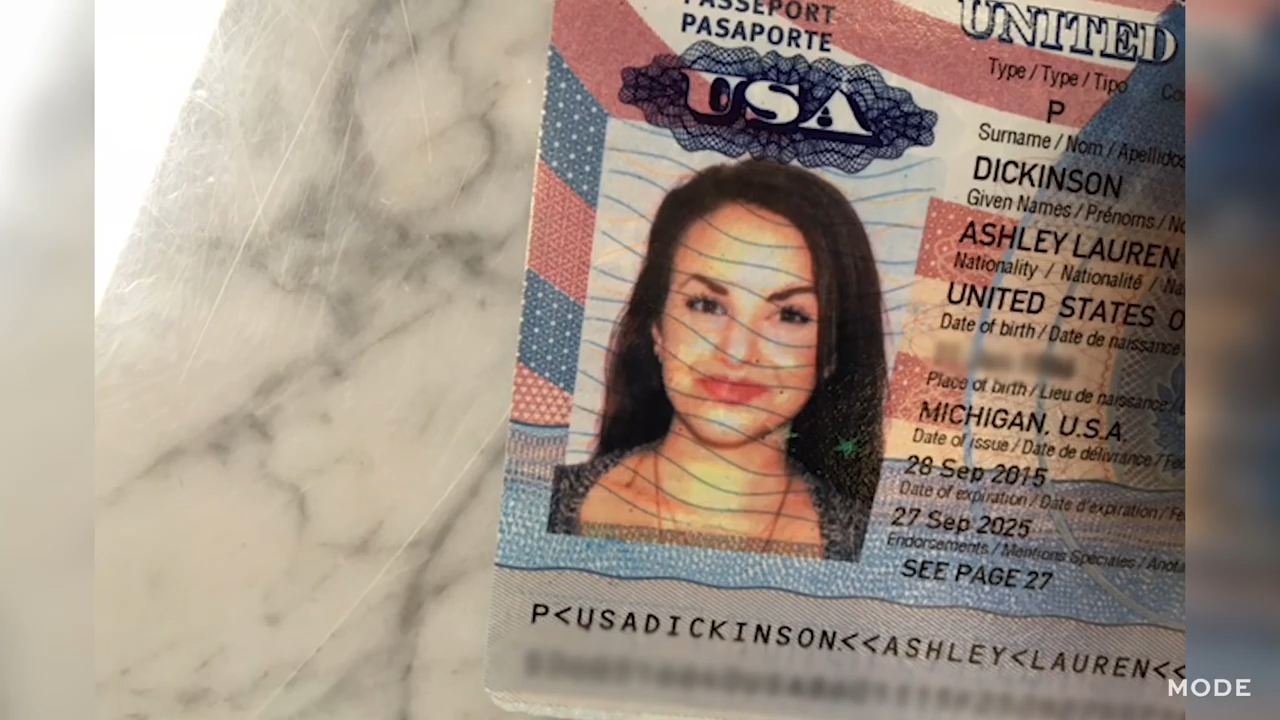 PASSEPORT
PASAPORTE
USA
UNITED
Type / Type / Tipo
P
Surname / Nom / Apellidos
DICKINSON
Given Names / Prénoms /
ASHLEY LAUREN
Nationality / Nationalité /
UNITED STATES
Date of birth / Date de naissance
Place of birth / Lieu de naissance /
MICHIGAN, U.S.A.
Date of issue / Date de délivrance /
28 Sep 2015
Date of expiration / Date d'expiration /
27 Sep 2025
Endorsements / Mentions Spéciales /
SEE PAGE 27
P<USADICKINSON<<ASHLEY<LAUREN<<
MODE